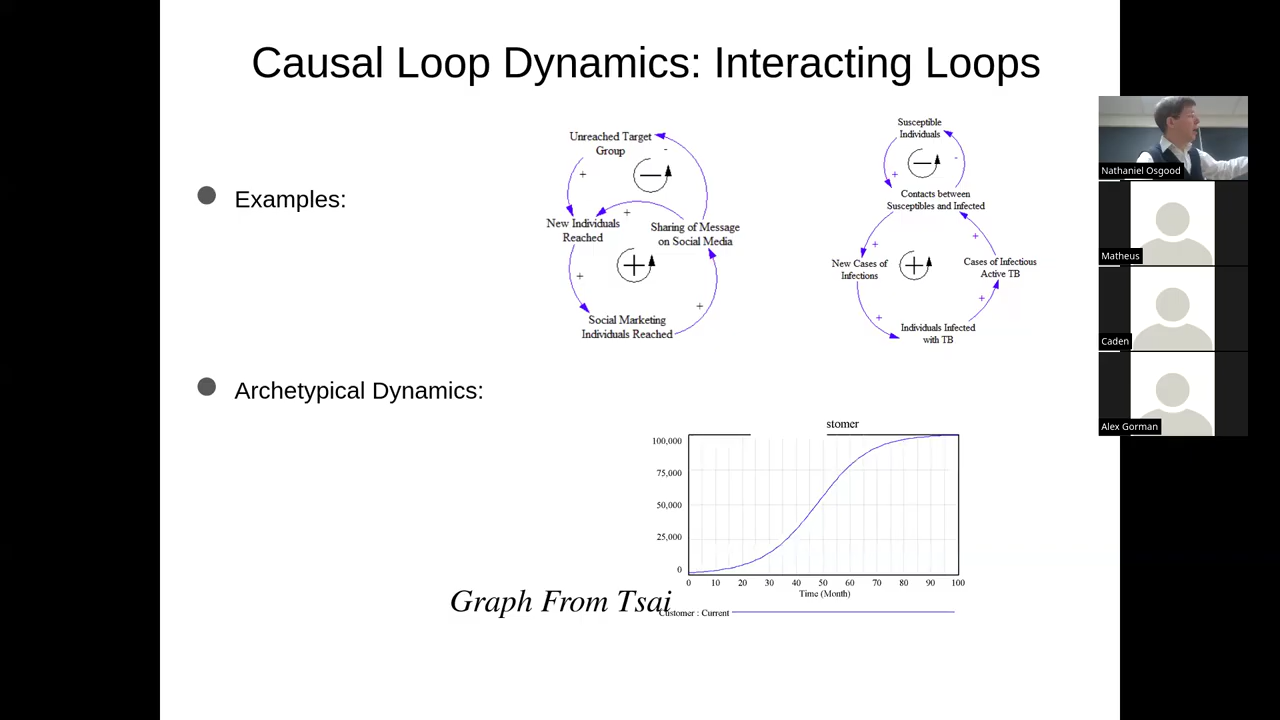 Causal Loop Dynamics: Interacting Loops
Examples:
Unreached Target
Group
-
+
New Individuals
Reached
+
Sharing of Message
on Social Media
+
+
Social Marketing
Individuals Reached
Susceptible
Individuals
-
+
Contacts between
Susceptibles and Infected
+
+
New Cases of
Infections
Cases of Infectious
Active TB
+
+
Individuals Infected
with TB
Archetypical Dynamics:
stomer
100,000
75,000
50,000
25,000
0
0 10 20 30 40 50 60 70 80 90 100
Time (Month)
Graph From Tsai
Customer : Current
Nathaniel Osgood
Matheus
Caden
Alex Gorman